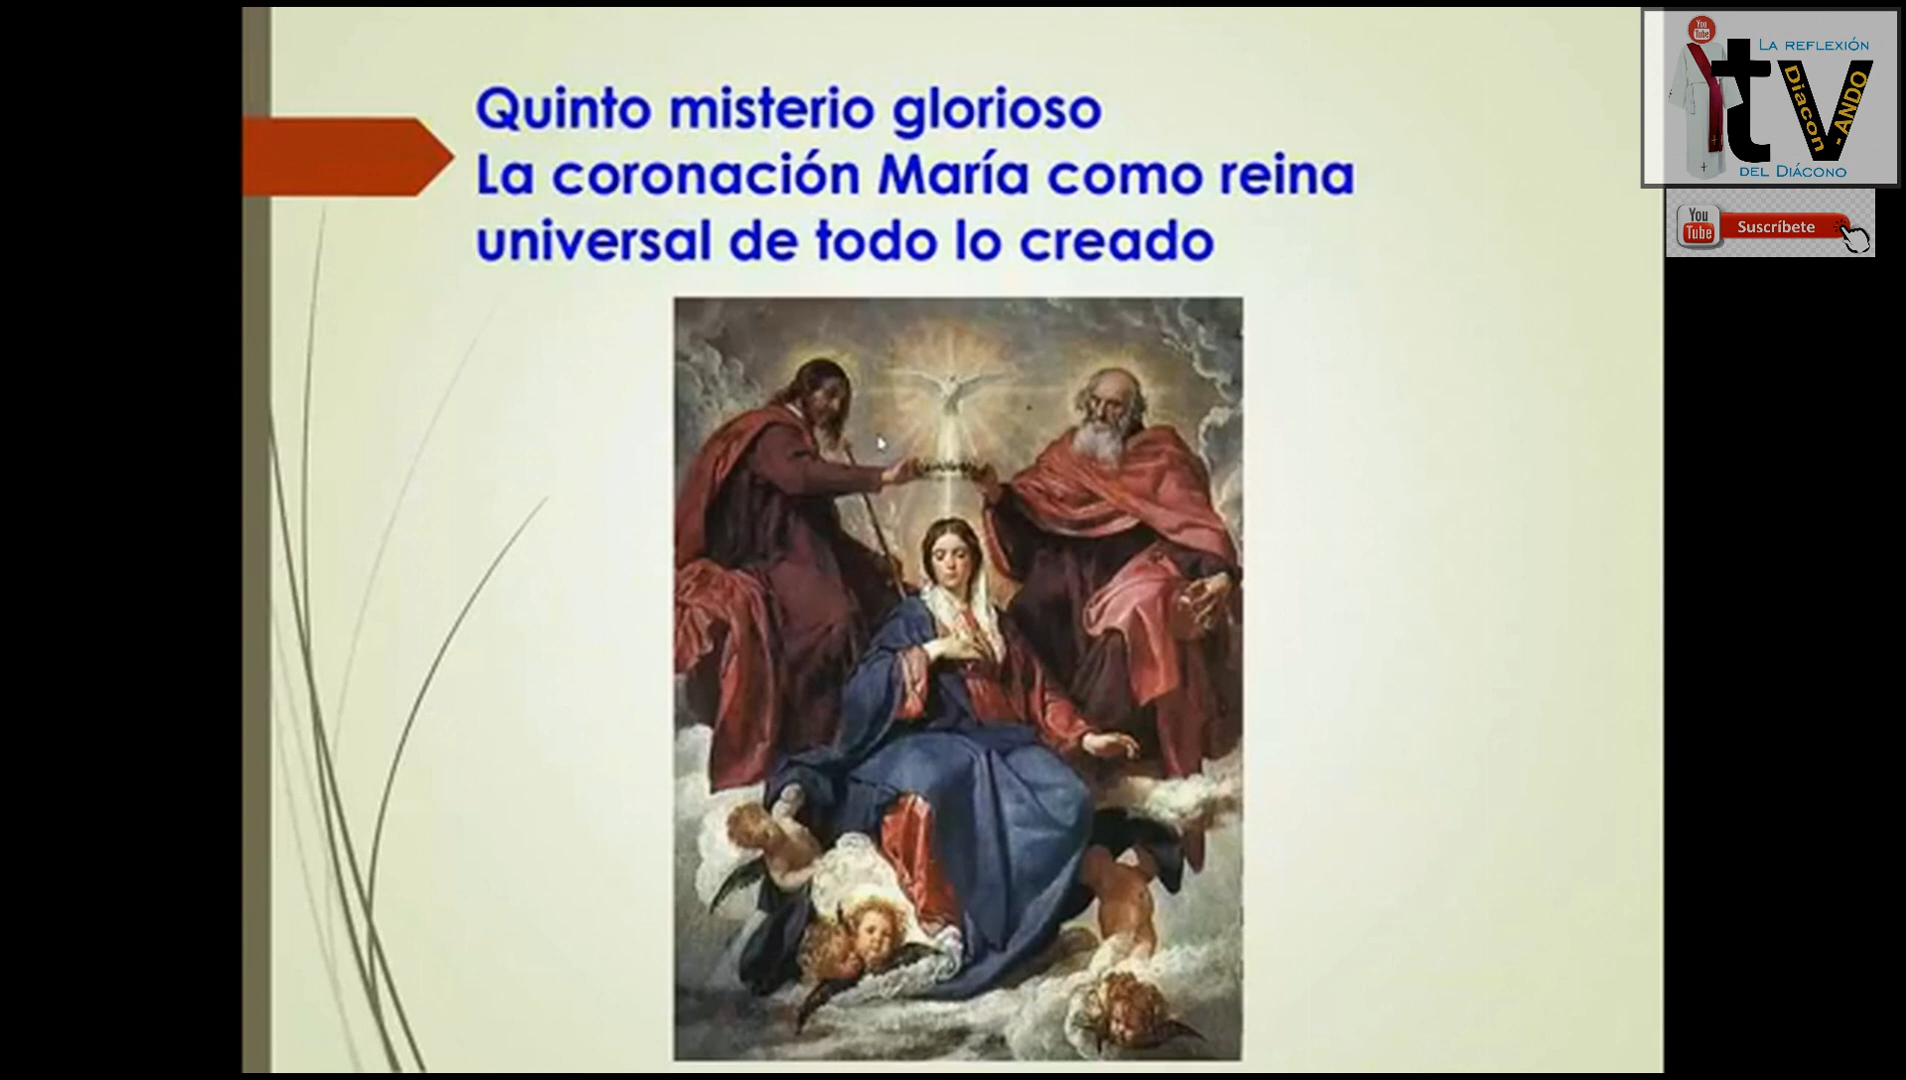 Quinto misterio glorioso
La coronación María como reina
universal de todo lo creado
You
Tube
LA REFLEXIÓN
tv
Diacon
-ANDO
DEL DIÁCONO
You
Tube
Suscríbete